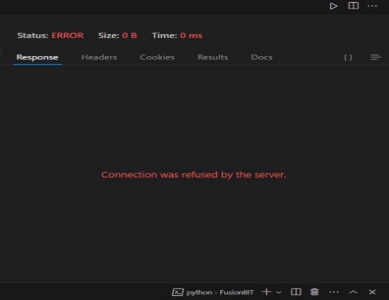 Status: ERROR Size: 0 B Time: 0 ms
Response Headers Cookies Results Docs { }
Connection was refused by the server.
python - FusionIIIT